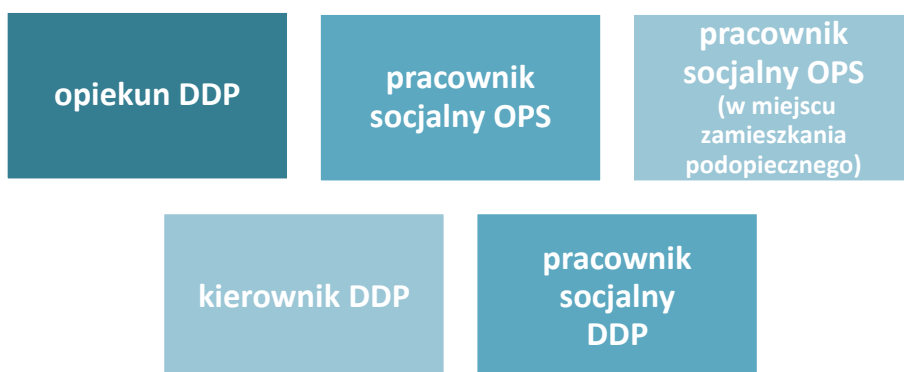 opiekun DDP
pracownik
socjalny OPS
pracownik
socjalny OPS
(w miejscu
zamieszkania
podopiecznego)
kierownik DDP
pracownik
socjalny
DDP